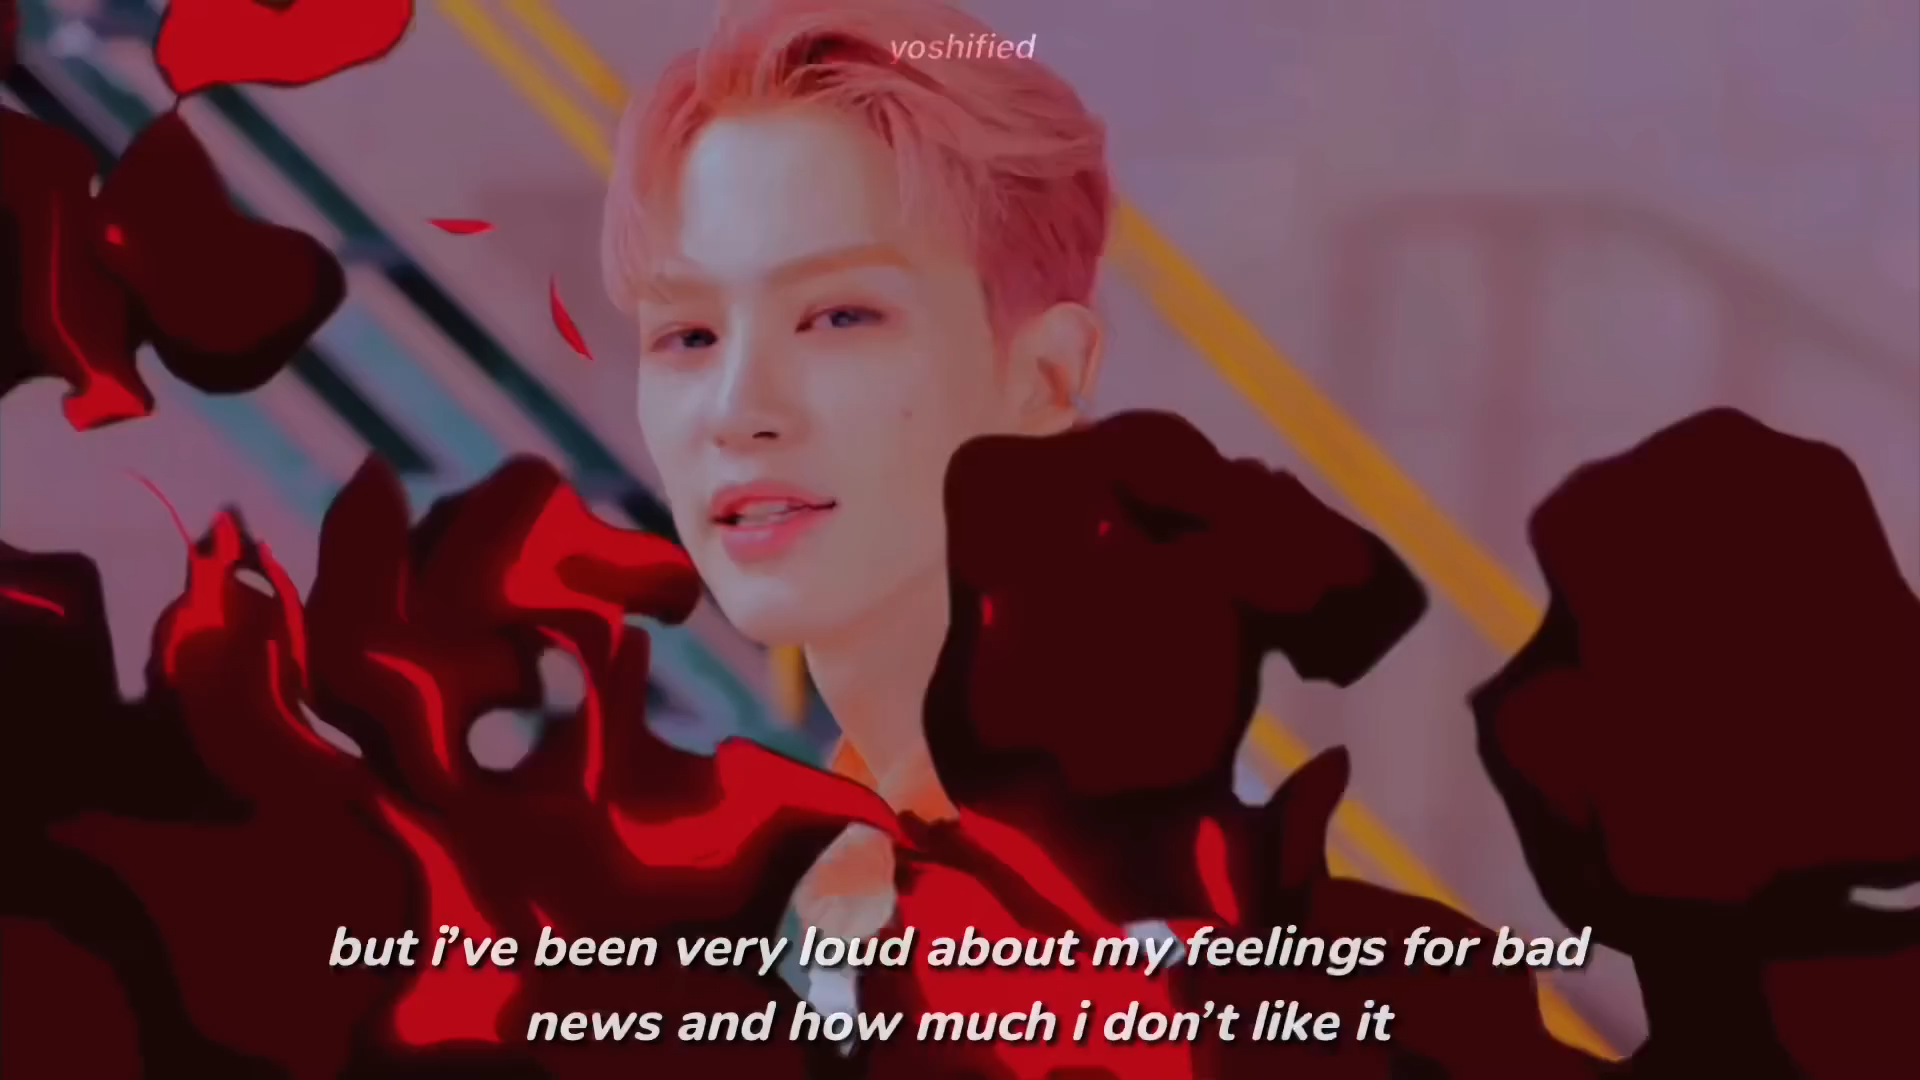 yoshified
but i’ve been very loud about my feelings for bad
news and how much i don’t like it